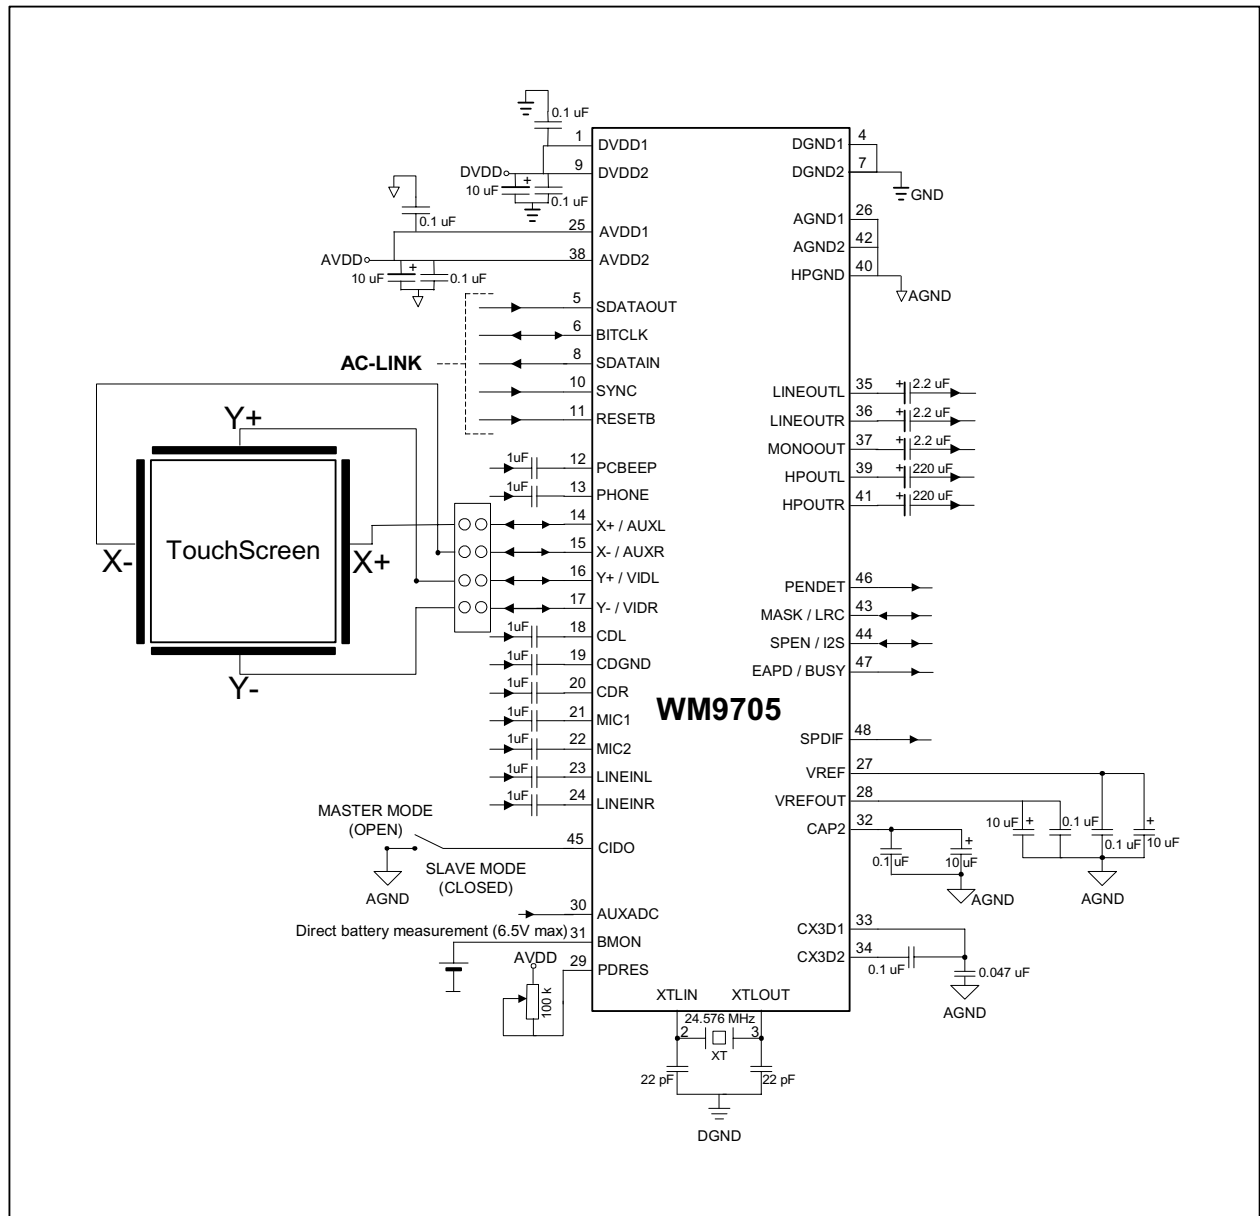 0.1 uF
1 DVDD1
DVDD 9 DVDD2
10 uF + 0.1 uF
0.1 uF
25 AVDD1
AVDD 38 AVDD2
10 uF + 0.1 uF
5 SDATAOUT
6 BITCLK
AC-LINK 8 SDATAIN
10 SYNC
11 RESETB
1uF 12 PCBEEP
1uF 13 PHONE
14 X+ / AUXL
15 X- / AUXR
16 Y+ / VIDL
17 Y- / VIDR
1uF 18 CDL
1uF 19 CDGND
1uF 20 CDR
1uF 21 MIC1
1uF 22 MIC2
1uF 23 LINEINL
1uF 24 LINEINR
Y+
X- TouchScreen X+
Y-
MASTER MODE
(OPEN)
45 CIDO
SLAVE MODE
(CLOSED)
AGND
30 AUXADC
Direct battery measurement (6.5V max) 31 BMON
AVDD 29 PDRES
100 k
WM9705
XTLIN XTLOUT
24.576 MHz
2 3
XT
22 pF 22 pF
DGND
DGND1 4
DGND2 7
GND
AGND1 26
AGND2 42
HPGND 40
AGND
LINEOUTL 35 + 2.2 uF
LINEOUTR 36 + 2.2 uF
MONOOUT 37 + 2.2 uF
HPOUTL 39 + 220 uF
HPOUTR 41 + 220 uF
PENDET 46
MASK / LRC 43
SPEN / I2S 44
EAPD / BUSY 47
SPDIF 48
VREF 27
VREFOUT 28
CAP2 32
10 uF + 0.1 uF 0.1 uF + 10 uF
AGND
0.1 uF + 10 uF
AGND
CX3D1 33
CX3D2 34
0.1 uF 0.047 uF
AGND